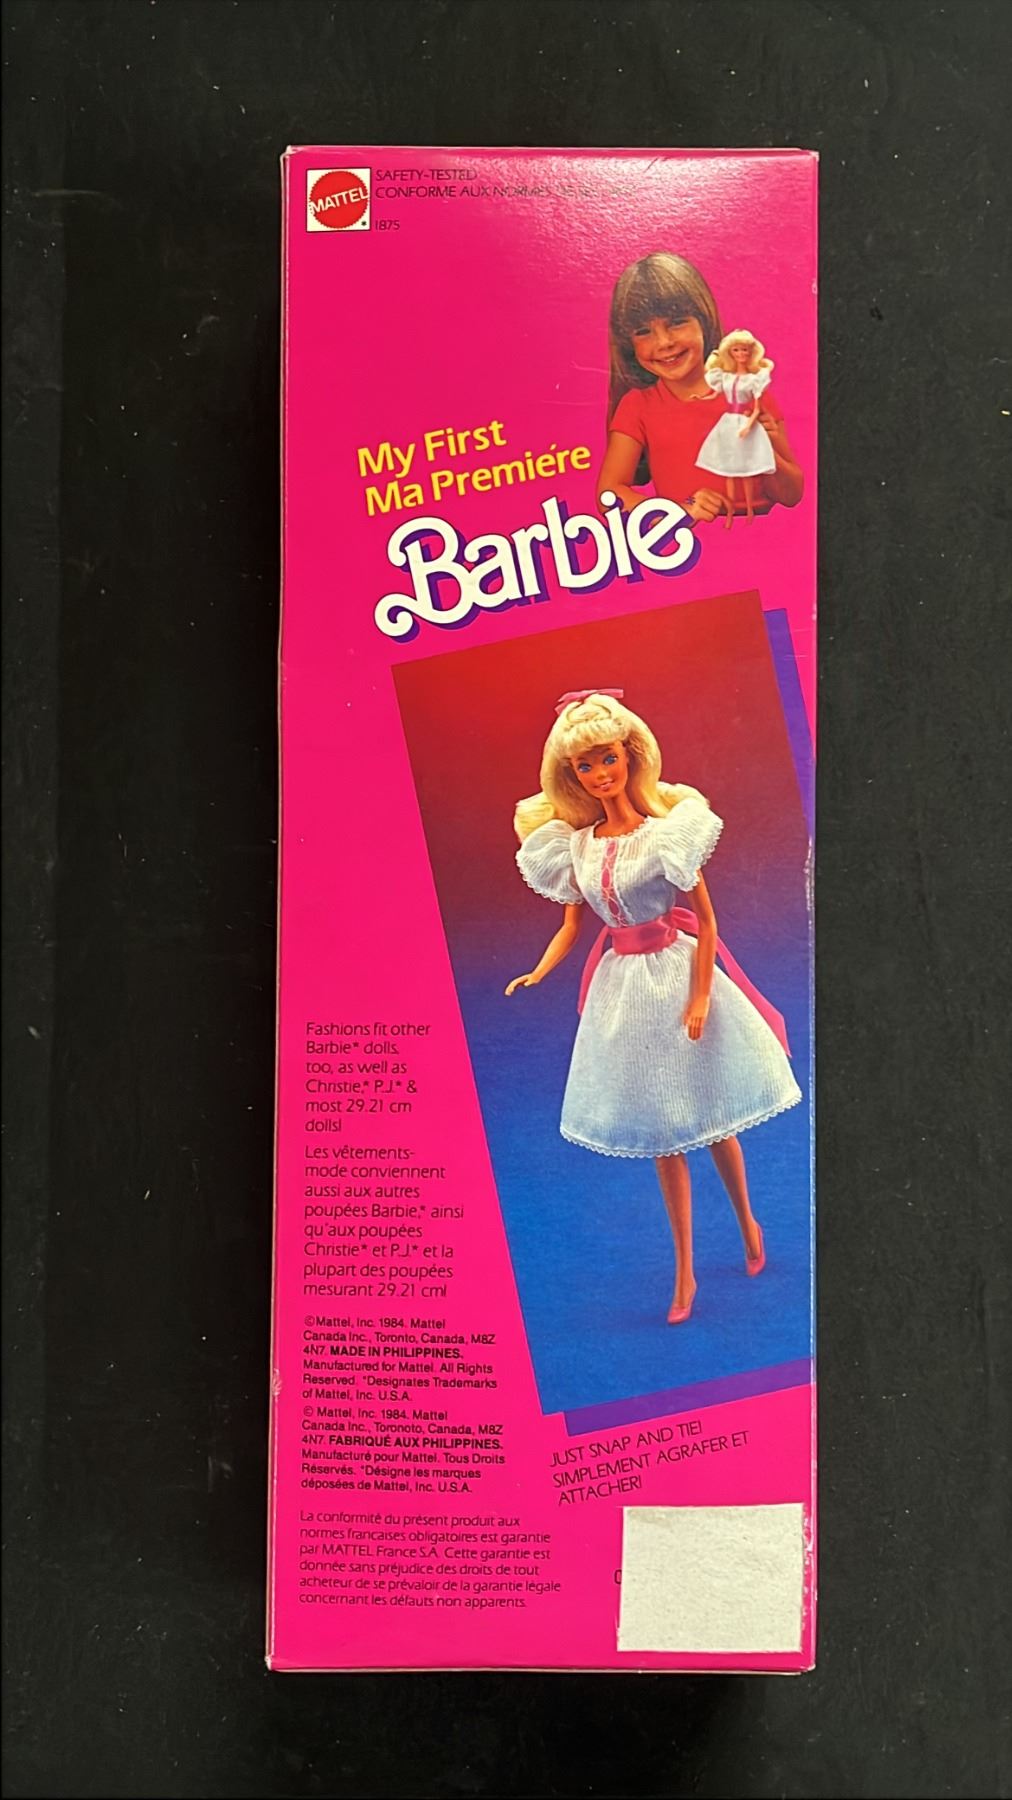 MATTEL
SAFETY-TESTED
CONFORME AUX NORMES DE
1875
My First
Ma Premiére
Barbie
Fashions fit other
Barbie* dolls,
too, as well as
Christie,* P.J.* &
most 29.21 cm
dolls!
Les vêtements-
mode conviennent
aussi aux autres
poupées Barbie,* ainsi
qu'aux poupées
Christie* et P.J.* et la
plupart des poupées
mesurant 29.21 cm!
©Mattel, Inc. 1984. Mattel
Canada Inc., Toronto, Canada, M8Z
4N7. MADE IN PHILIPPINES.
Manufactured for Mattel. All Rights
Reserved. *Designates Trademarks
of Mattel, Inc. U.S.A.
© Mattel, Inc. 1984. Mattel
Canada Inc., Toronoto, Canada, M8Z
4N7. FABRIQUÉ AUX PHILIPPINES.
Manufacturé pour Mattel. Tous Droits
Réservés. *Désigne les marques
déposées de Mattel, Inc. U.S.A.
JUST SNAP AND TIE!
SIMPLEMENT AGRAFER ET
ATTACHER!
La conformité du présent produit aux
normes francaises obligatoires est garantie
par MATTEL France S.A. Cette garantie est
donnée sans préjudice des droits de tout
acheteur de se prévaloir de la garantie légale
concernant les défauts non apparents.
0